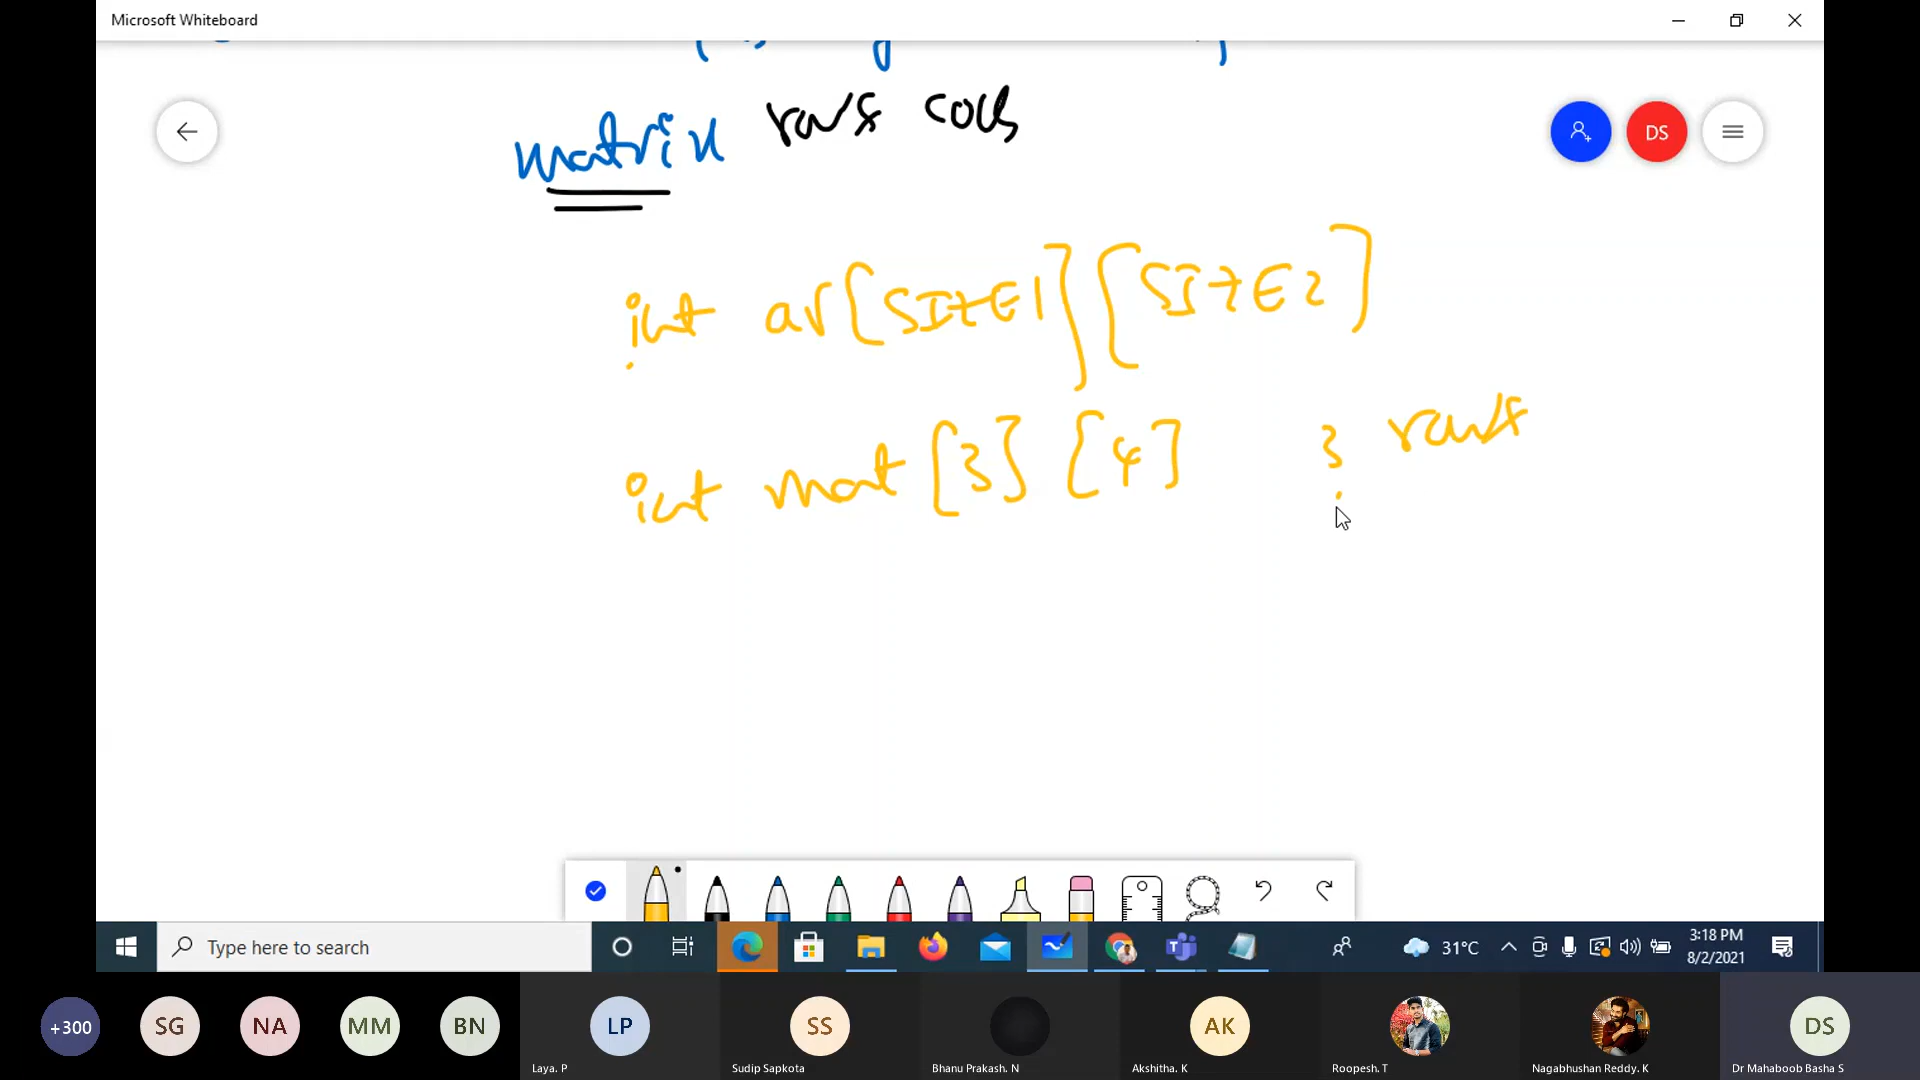 Microsoft Whiteboard
matrix rows cols
DS
int ar[SIZE1][SIZE2]
int mat[3][4] 3 rows
Type here to search
31°C
3:18 PM
8/2/2021
+300
SG
NA
MM
BN
LP
SS
AK
DS
Laya. P
Sudip Sapkota
Bhanu Prakash. N
Akshitha. K
Roopesh. T
Nagabhushan Reddy. K
Dr Mahaboob Basha S